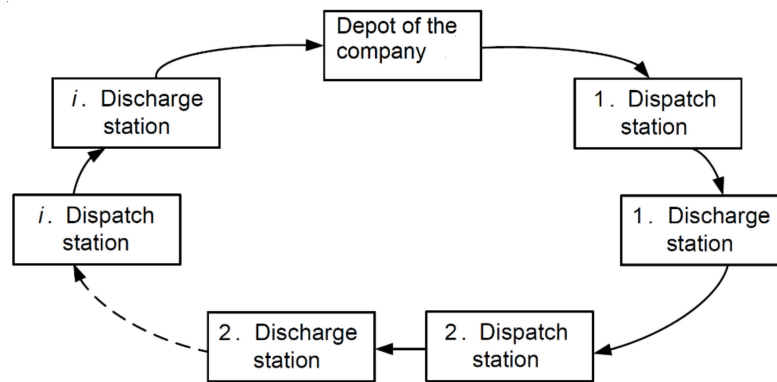 Depot of the
company
i. Discharge
station
1. Dispatch
station
i. Dispatch
station
1. Discharge
station
2. Discharge
station
2. Dispatch
station